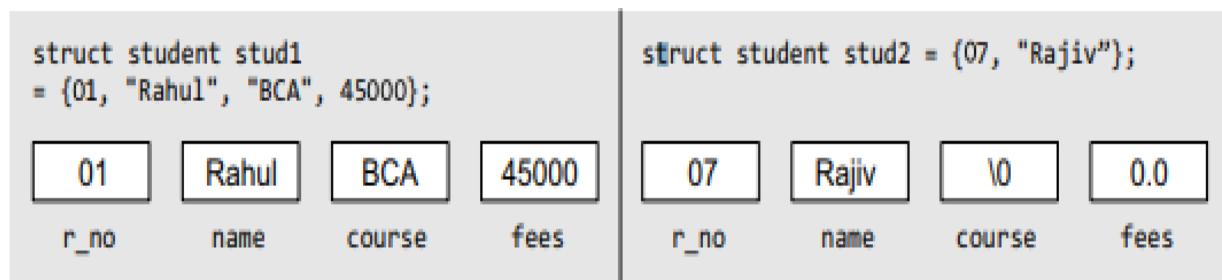 struct student stud1
= {01, "Rahul", "BCA", 45000};
01 Rahul BCA 45000
r_no name course fees
struct student stud2 = {07, "Rajiv”};
07 Rajiv \0 0.0
r_no name course fees